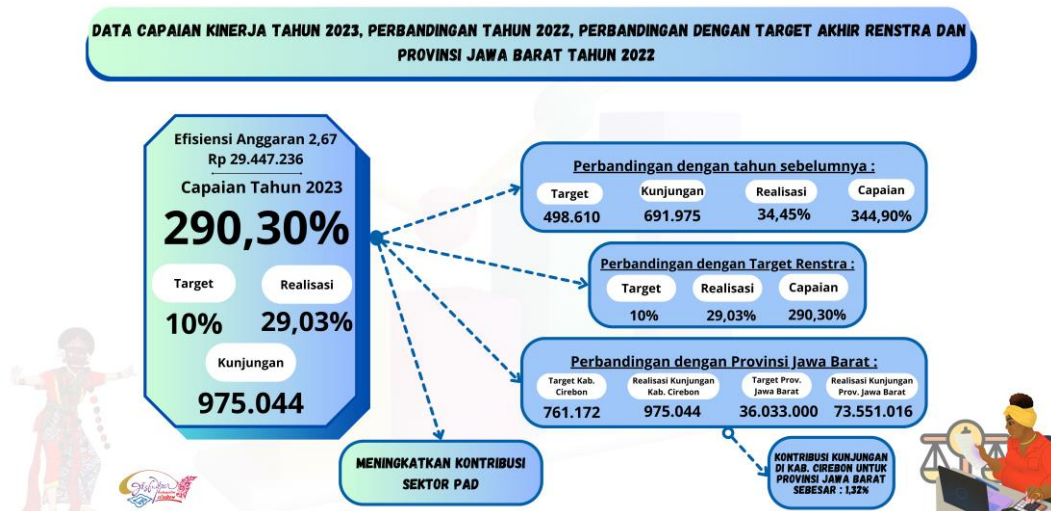 DATA CAPAIAN KINERJA TAHUN 2023, PERBANDINGAN TAHUN 2022, PERBANDINGAN DENGAN TARGET AKHIR RENSTRA DAN
PROVINSI JAWA BARAT TAHUN 2022
Efisiensi Anggaran 2,67
Rp 29.447.236
Capaian Tahun 2023
290,30%
Target
Realisasi
10%
29,03%
Kunjungan
975.044
Perbandingan dengan tahun sebelumnya :
Target
Kunjungan
Realisasi
Capaian
498.610
691.975
34,45%
344,90%
Perbandingan dengan Target Renstra :
Target
Realisasi
Capaian
10%
29,03%
290,30%
Perbandingan dengan Provinsi Jawa Barat :
Target Kab.
Cirebon
Realisasi Kunjungan
Kab. Cirebon
Target Prov.
Jawa Barat
Realisasi Kunjungan
Prov. Jawa Barat
761.172
975.044
36.033.000
73.551.016
MENINGKATKAN KONTRIBUSI
SEKTOR PAD
KONTRIBUSI KUNJUNGAN
DI KAB. CIREBON UNTUK
PROVINSI JAWA BARAT
SEBESAR : 1,32%